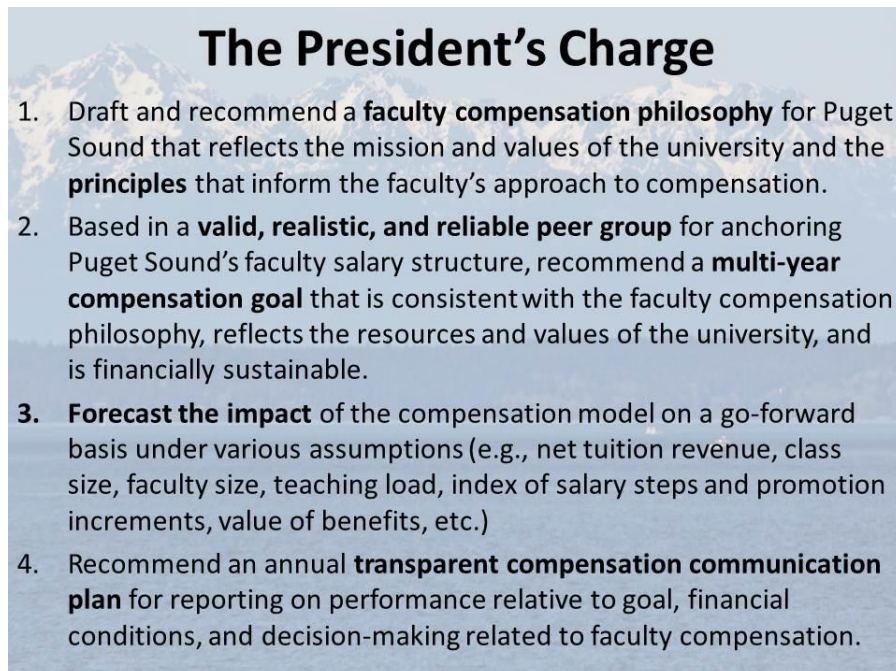 The President’s Charge
1. Draft and recommend a faculty compensation philosophy for Puget
Sound that reflects the mission and values of the university and the
principles that inform the faculty’s approach to compensation.
2. Based in a valid, realistic, and reliable peer group for anchoring
Puget Sound’s faculty salary structure, recommend a multi-year
compensation goal that is consistent with the faculty compensation
philosophy, reflects the resources and values of the university, and
is financially sustainable.
3. Forecast the impact of the compensation model on a go-forward
basis under various assumptions (e.g., net tuition revenue, class
size, faculty size, teaching load, index of salary steps and promotion
increments, value of benefits, etc.)
4. Recommend an annual transparent compensation communication
plan for reporting on performance relative to goal, financial
conditions, and decision-making related to faculty compensation.